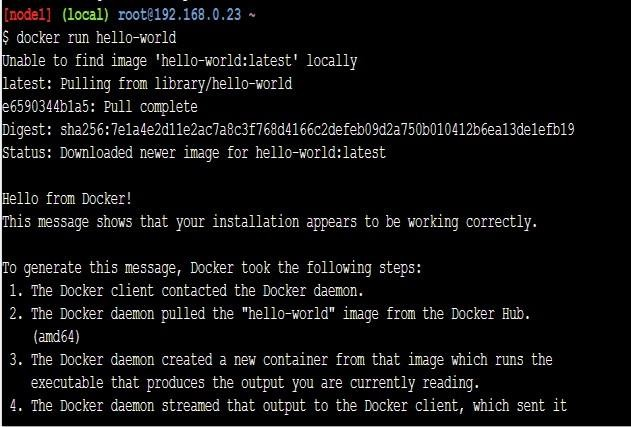 [node1] (local) root@192.168.0.23 ~
$ docker run hello-world
Unable to find image 'hello-world:latest' locally
latest: Pulling from library/hello-world
e6590344b1a5: Pull complete
Digest: sha256:7e1a4e2d11e2ac7a8c3f768d4166c2defeb09d2a750b010412b6ea13de1efb19
Status: Downloaded newer image for hello-world:latest

Hello from Docker!
This message shows that your installation appears to be working correctly.

To generate this message, Docker took the following steps:
1. The Docker client contacted the Docker daemon.
2. The Docker daemon pulled the "hello-world" image from the Docker Hub.
(amd64)
3. The Docker daemon created a new container from that image which runs the
executable that produces the output you are currently reading.
4. The Docker daemon streamed that output to the Docker client, which sent it